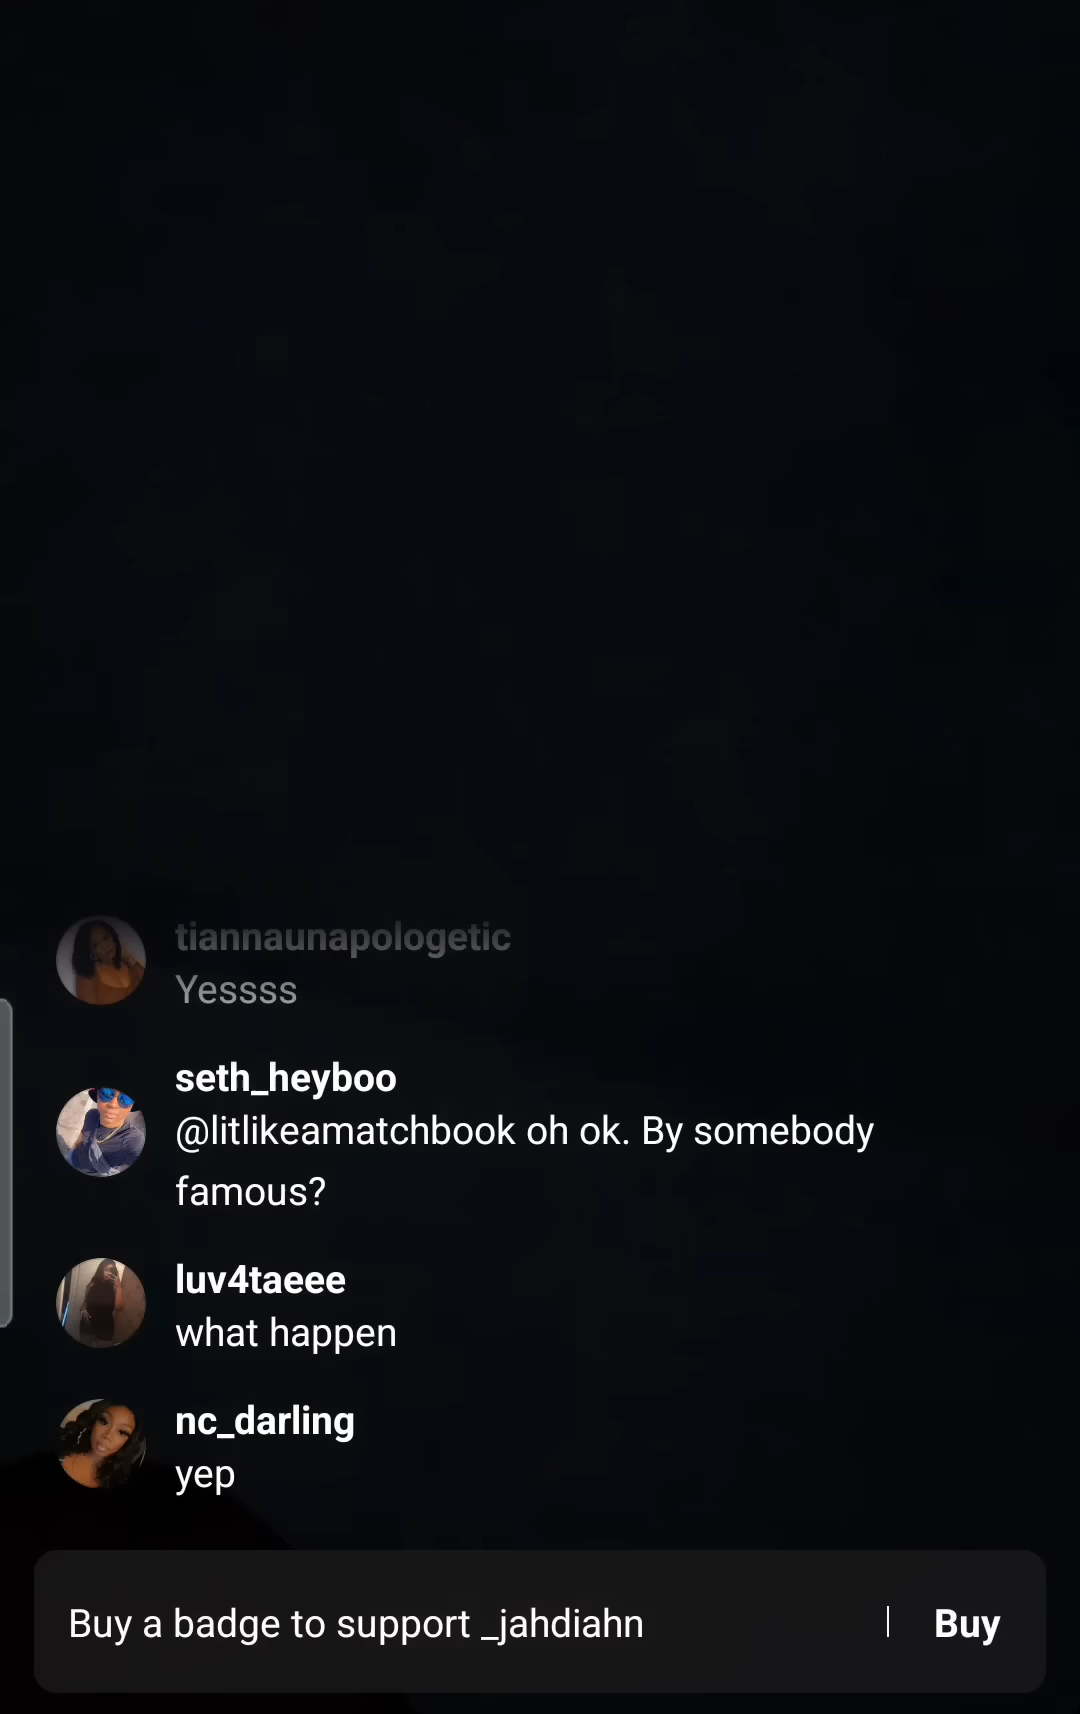 tiannaunapologetic
Yessss
seth_heyboo
@litlikeamatchbook oh ok. By somebody
famous?
luv4taeee
what happen
nc_darling
yep
Buy a badge to support _jahdiahn | Buy